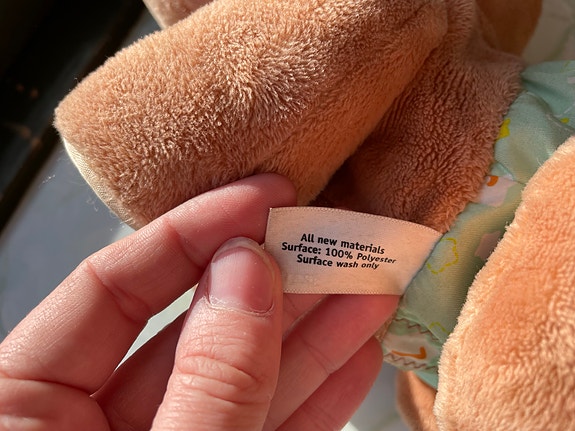 All new materials
Surface: 100% Polyester
Surface wash only